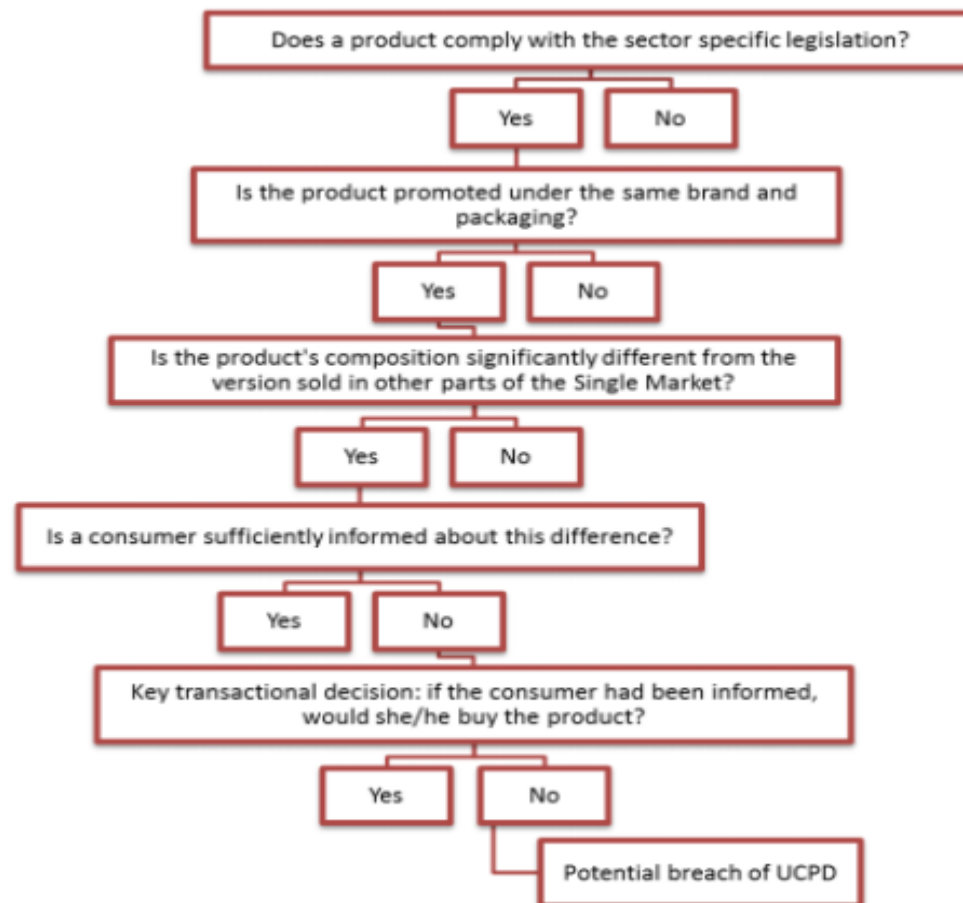 Does a product comply with the sector specific legislation?
Yes
No
Is the product promoted under the same brand and
packaging?
Yes
No
Is the product's composition significantly different from the
version sold in other parts of the Single Market?
Yes
No
Is a consumer sufficiently informed about this difference?
Yes
No
Key transactional decision: if the consumer had been informed,
would she/he buy the product?
Yes
No
Potential breach of UCPD